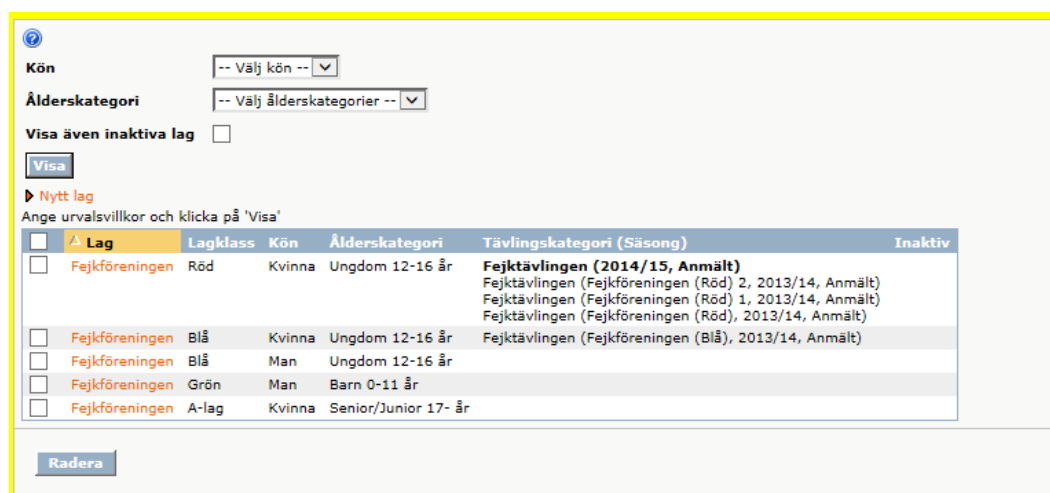 Kön -- Välj kön --
Ålderskategori -- Välj ålderskategorier --
Visa även inaktiva lag
Visa
Nytt lag
Ange urvalsvillkor och klicka på 'Visa'
Lag Lagklass Kön Ålderskategori Tävlingskategori (Säsong) Inaktiv
Fejkföreningen Röd Kvinna Ungdom 12-16 år Fejktävlingen (2014/15, Anmält)
Fejktävlingen (Fejkföreningen (Röd) 2, 2013/14, Anmält)
Fejktävlingen (Fejkföreningen (Röd) 1, 2013/14, Anmält)
Fejktävlingen (Fejkföreningen (Röd), 2013/14, Anmält)
Fejkföreningen Blå Kvinna Ungdom 12-16 år Fejktävlingen (Fejkföreningen (Blå), 2013/14, Anmält)
Fejkföreningen Blå Man Ungdom 12-16 år
Fejkföreningen Grön Man Barn 0-11 år
Fejkföreningen A-lag Kvinna Senior/Junior 17- år
Radera